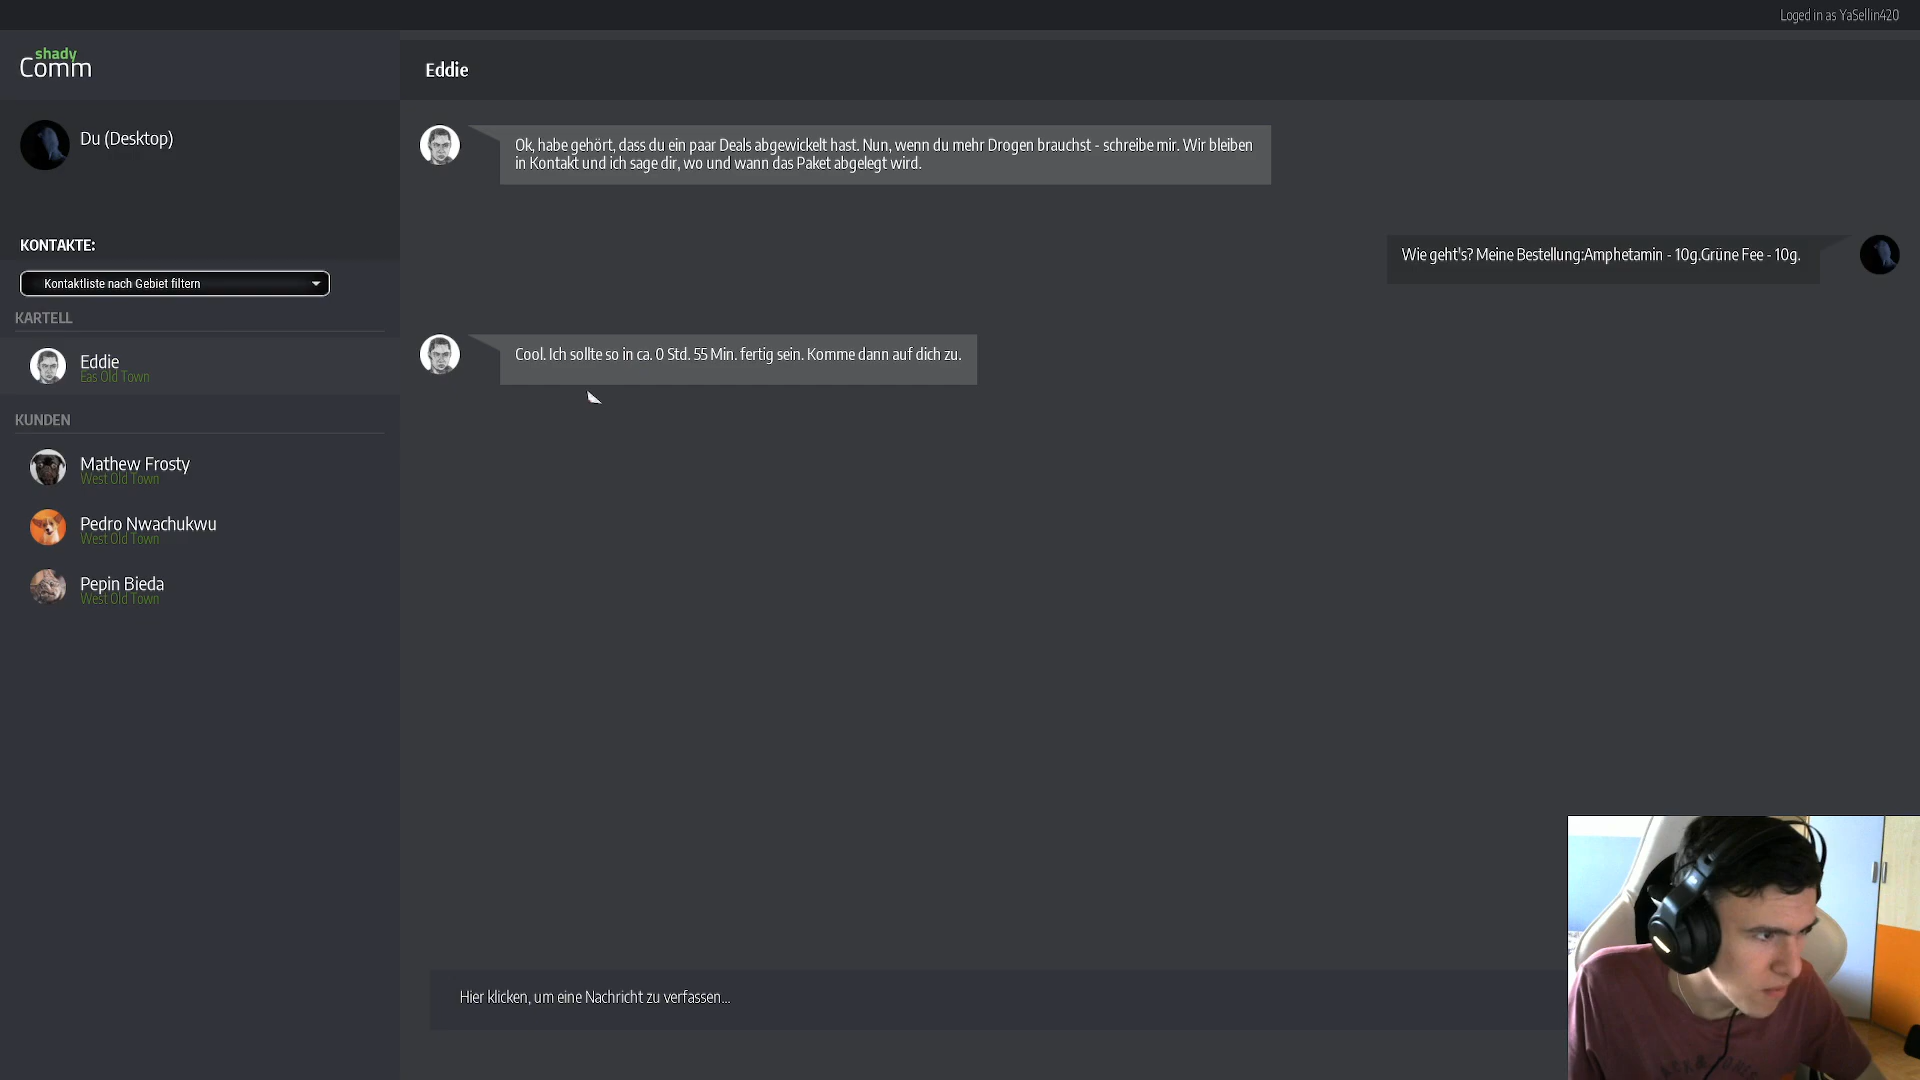 Loged in as YaSellin420
shady
Comm
Du (Desktop)
KONTAKTE:
Kontaktliste nach Gebiet filtern
KARTELL
Eddie
Eas Old Town
KUNDEN
Mathew Frosty
West Old Town
Pedro Nwachukwu
West Old Town
Pepin Bieda
West Old Town
Eddie
Ok, habe gehört, dass du ein paar Deals abgewickelt hast. Nun, wenn du mehr Drogen brauchst - schreibe mir. Wir bleiben
in Kontakt und ich sage dir, wo und wann das Paket abgelegt wird.
Wie geht's? Meine Bestellung:Amphetamin - 10g.Grüne Fee - 10g.
Cool. Ich sollte so in ca. 0 Std. 55 Min. fertig sein. Komme dann auf dich zu.
Hier klicken, um eine Nachricht zu verfassen...